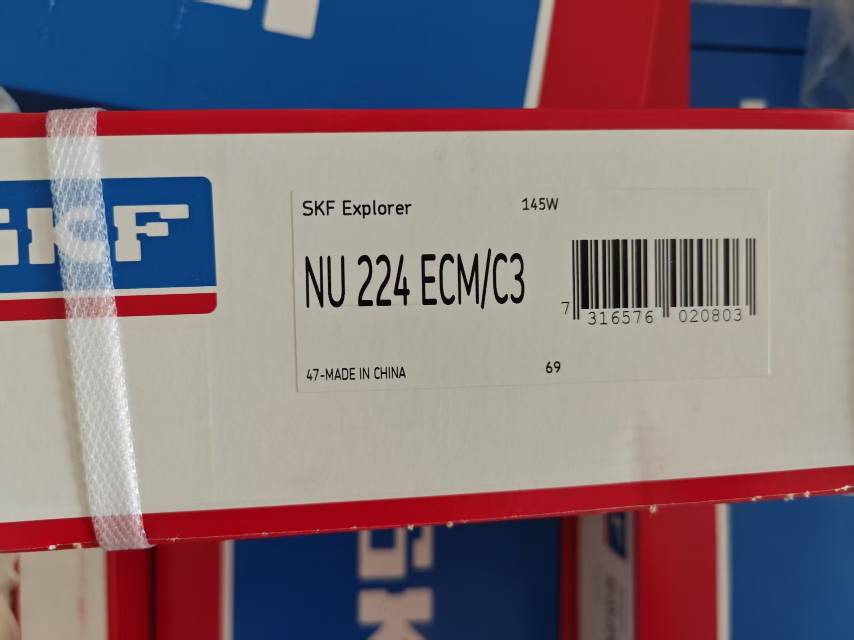 SKF
SKF Explorer
145W
NU 224 ECM/C3
7 316576 020803
47-MADE IN CHINA
69